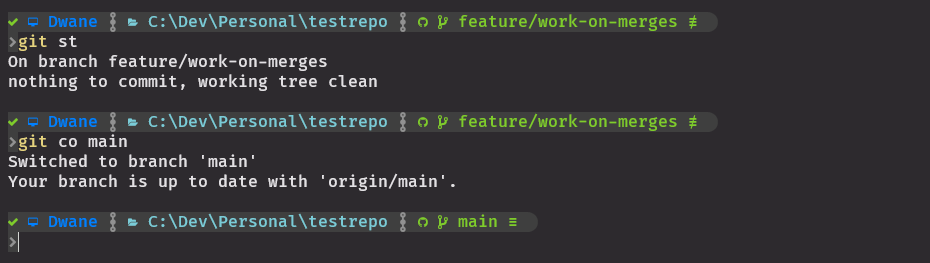 ✔ Dwane C:\Dev\Personal\testrepo feature/work-on-merges ≢
❯git st
On branch feature/work-on-merges
nothing to commit, working tree clean
✔ Dwane C:\Dev\Personal\testrepo feature/work-on-merges ≢
❯git co main
Switched to branch 'main'
Your branch is up to date with 'origin/main'.
✔ Dwane C:\Dev\Personal\testrepo main ≡
❯